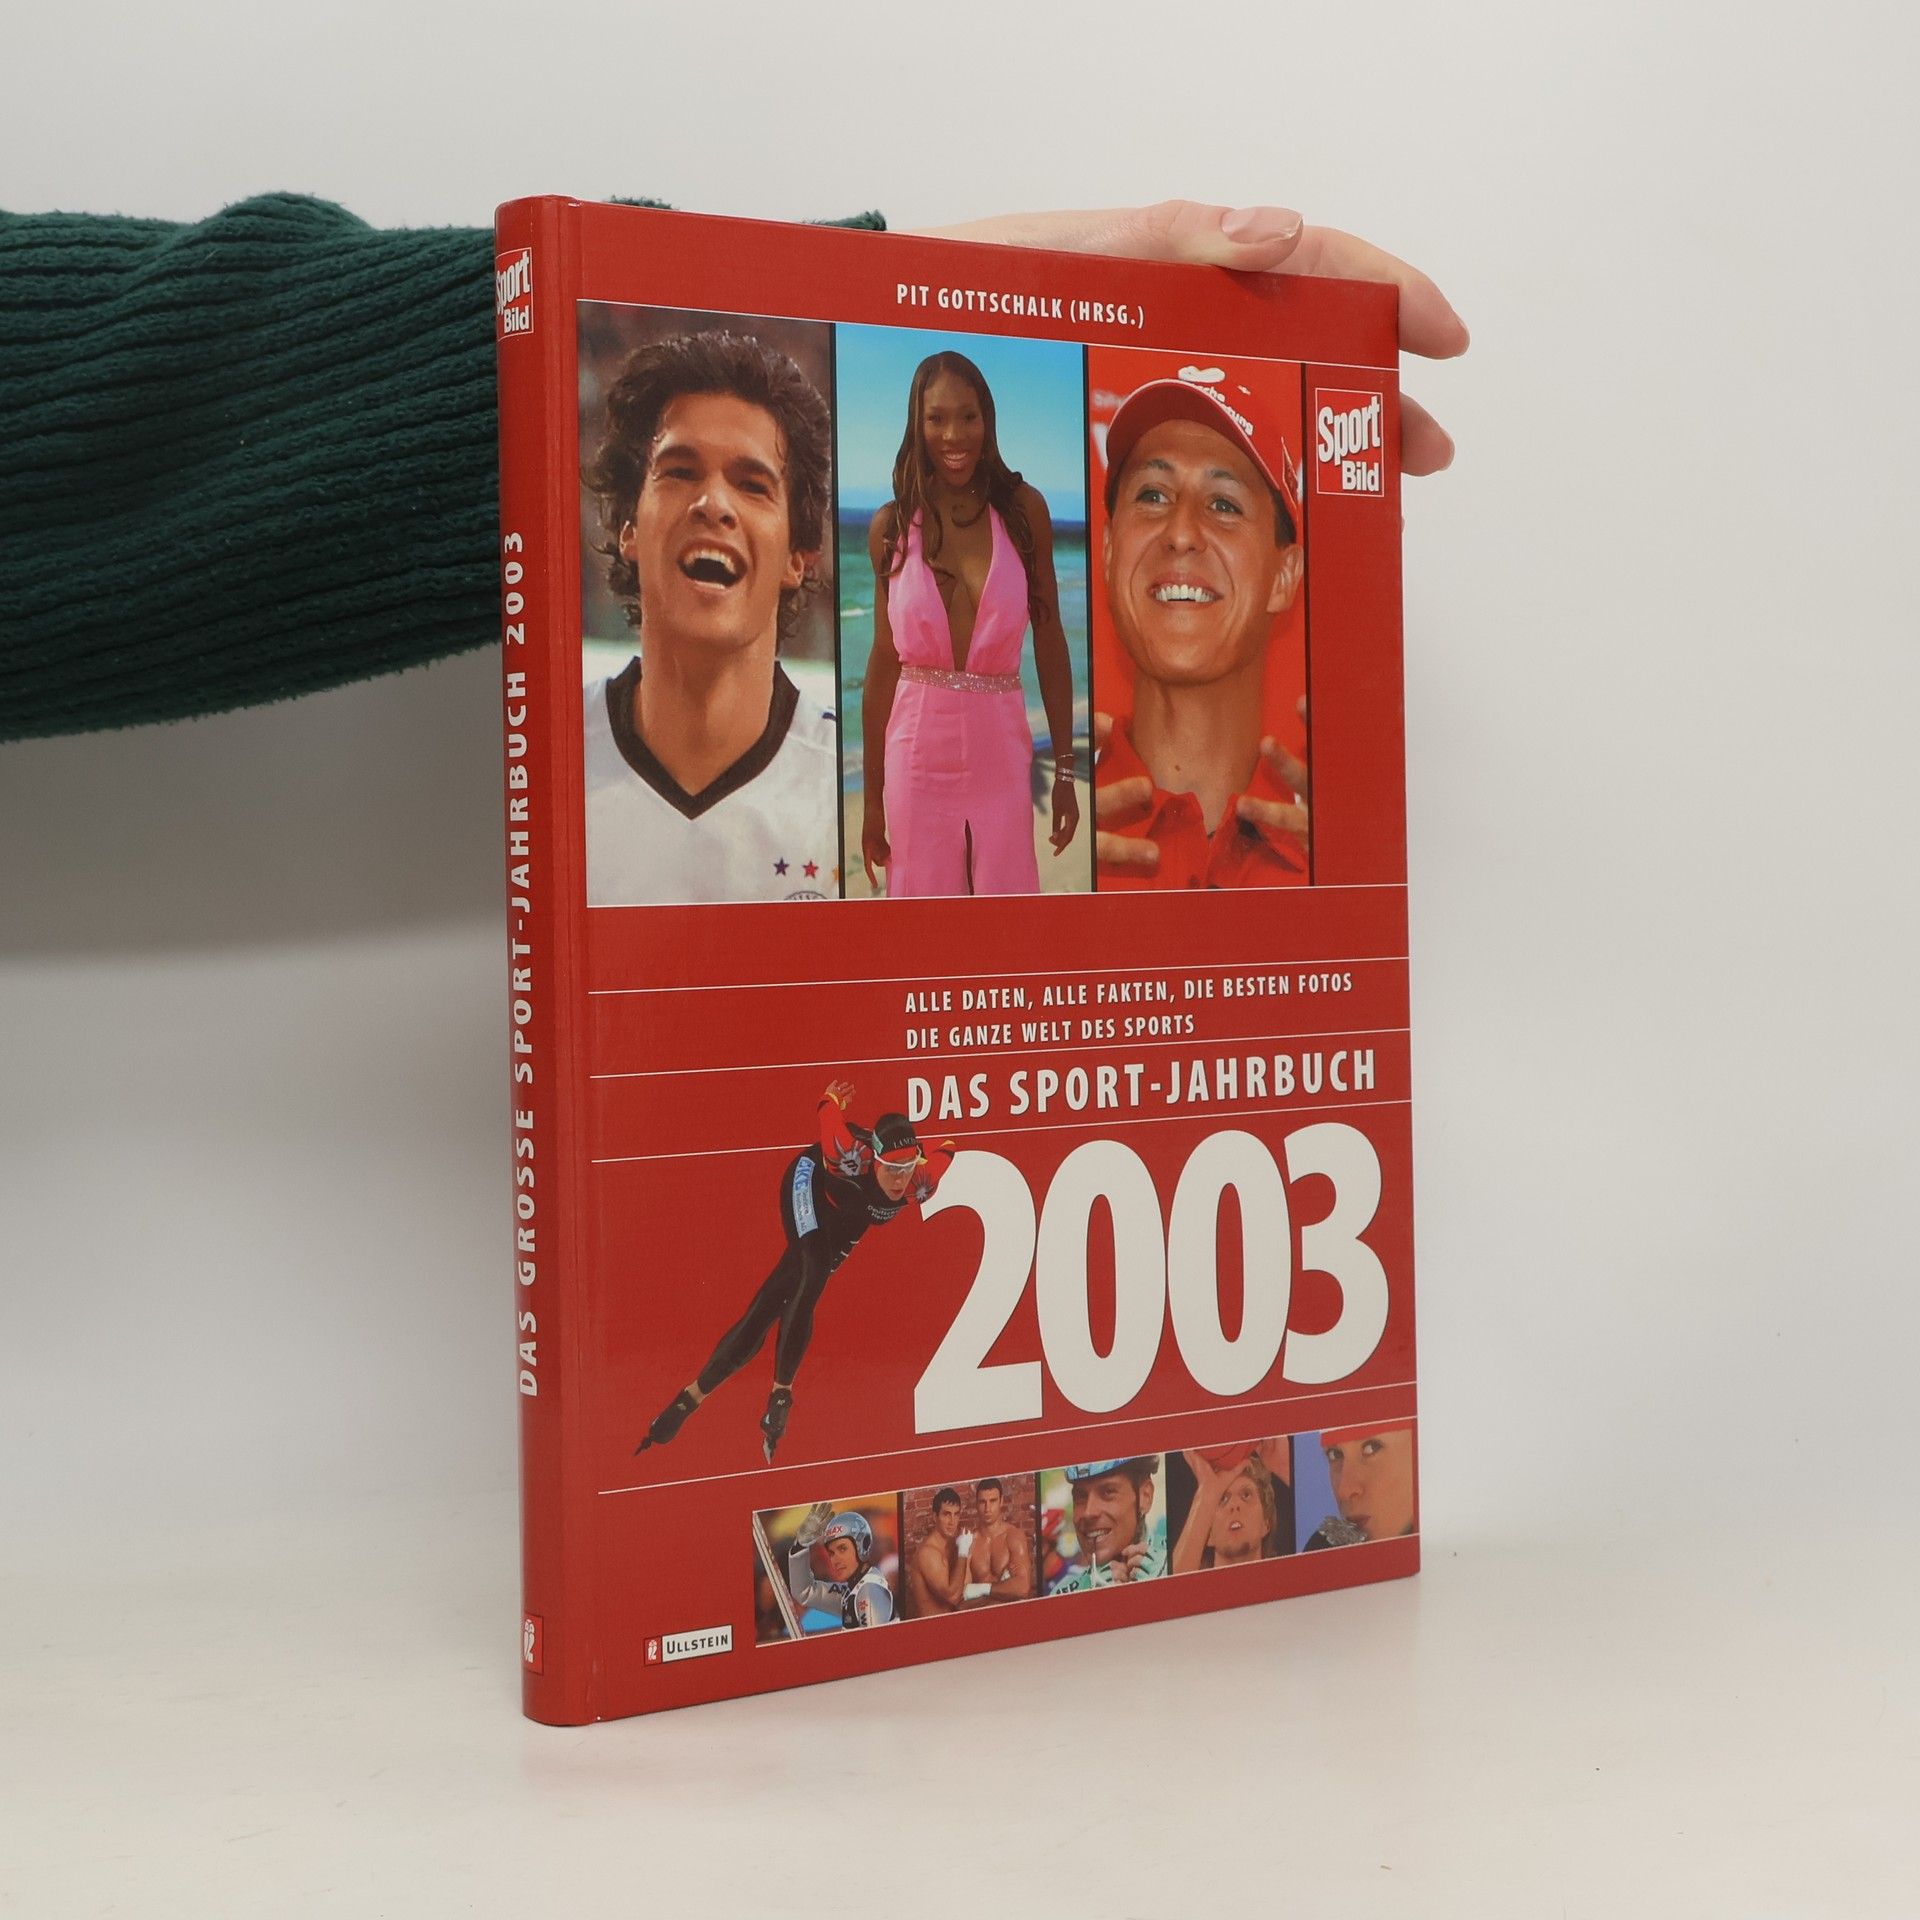 Sport
Bild
DAS GROSSE SPORT-JAHRBUCH 2003
PIT GOTTSCHALK (HRSG.)
Sport
Bild
ALLE DATEN, ALLE FAKTEN, DIE BESTEN FOTOS
DIE GANZE WELT DES SPORTS
DAS SPORT-JAHRBUCH
2003
ULLSTEIN